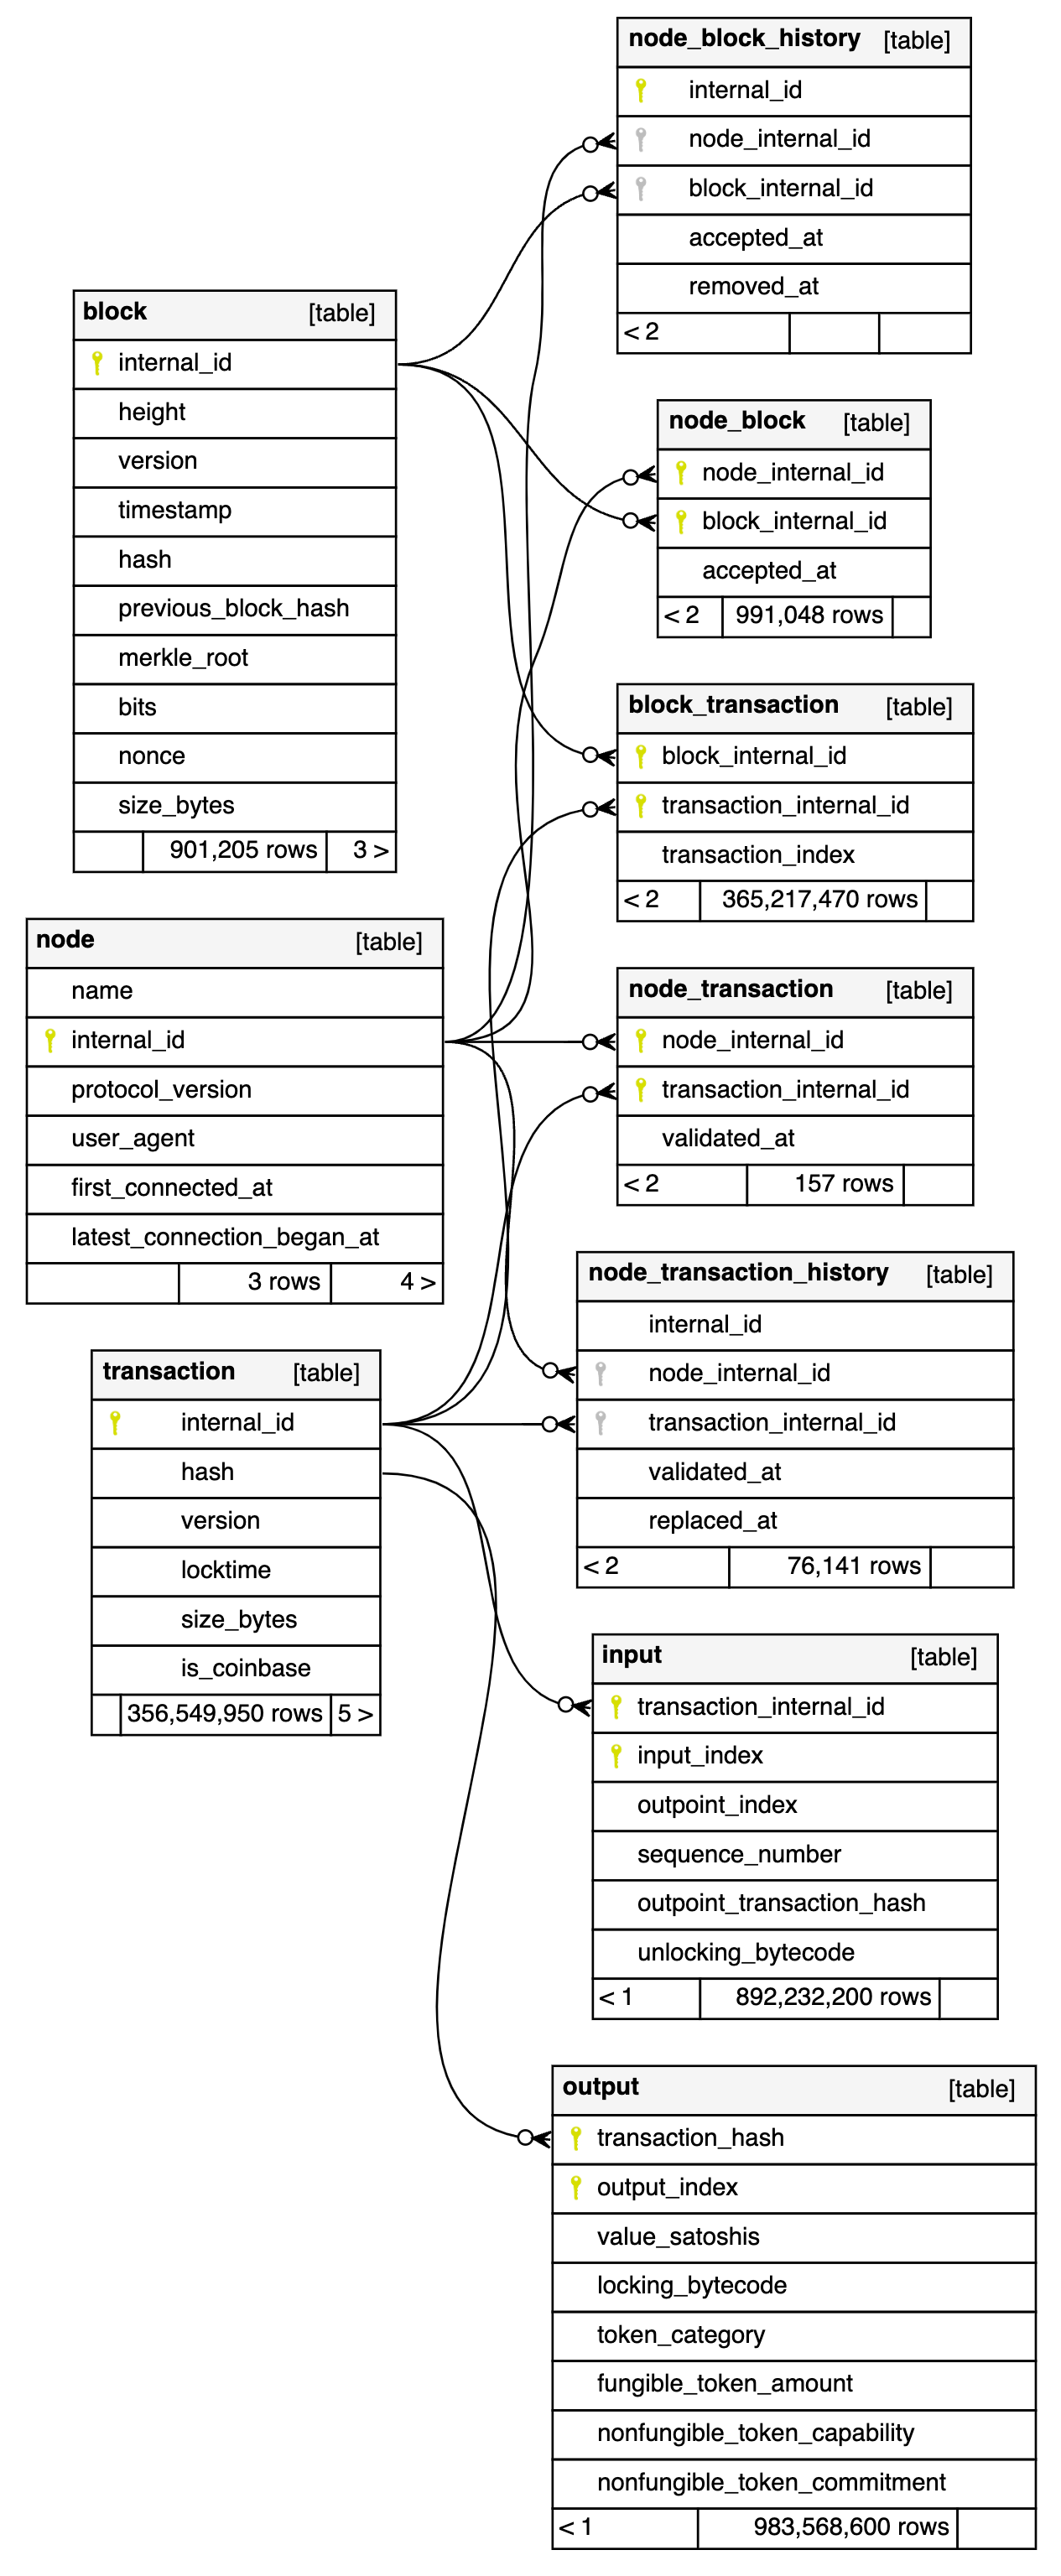 node_block_history [table]
internal_id
node_internal_id
block_internal_id
accepted_at
removed_at
< 2
block [table]
internal_id
height
version
timestamp
hash
previous_block_hash
merkle_root
bits
nonce
size_bytes
901,205 rows 3 >
node_block [table]
node_internal_id
block_internal_id
accepted_at
< 2 991,048 rows
block_transaction [table]
block_internal_id
transaction_internal_id
transaction_index
< 2 365,217,470 rows
node [table]
name
internal_id
protocol_version
user_agent
first_connected_at
latest_connection_began_at
3 rows 4 >
node_transaction [table]
node_internal_id
transaction_internal_id
validated_at
< 2 157 rows
node_transaction_history [table]
internal_id
node_internal_id
transaction_internal_id
validated_at
replaced_at
< 2 76,141 rows
transaction [table]
internal_id
hash
version
locktime
size_bytes
is_coinbase
356,549,950 rows 5 >
input [table]
transaction_internal_id
input_index
outpoint_index
sequence_number
outpoint_transaction_hash
unlocking_bytecode
< 1 892,232,200 rows
output [table]
transaction_hash
output_index
value_satoshis
locking_bytecode
token_category
fungible_token_amount
nonfungible_token_capability
nonfungible_token_commitment
< 1 983,568,600 rows